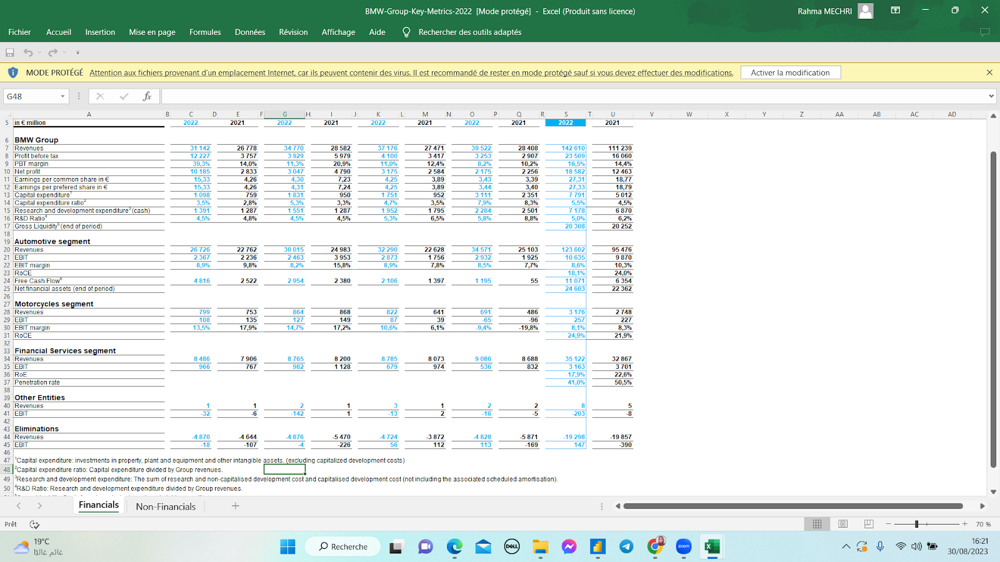 BMW-Group-Key-Metrics-2022 [Mode protégé] - Excel (Produit sans licence) Rahma MECHRI
Fichier Accueil Insertion Mise en page Formules Données Révision Affichage Aide Rechercher des outils adaptés
MODE PROTÉGÉ Attention aux fichiers provenant d'un emplacement Internet, car ils peuvent contenir des virus. Il est recommandé de rester en mode protégé sauf si vous devez effectuer des modifications. Activer la modification
G48 fx
A B C D E F G H I J K L M N O P Q R S T U V W X Y Z AA AB AC AD
5 in € million 2022 2021 2022 2021 2022 2021 2022 2021 2022 2021
6 BMW Group
7 Revenues 31 142 26 778 34 770 28 582 37 176 27 471 39 522 28 408 142 610 111 239
8 Profit before tax 12 227 3 757 3 929 5 979 4 100 3 417 3 253 2 907 23 509 16 060
9 PBT margin 39,3% 14,0% 11,3% 20,9% 11,0% 12,4% 8,2% 10,2% 16,5% 14,4%
10 Net profit 10 185 2 833 3 047 4 790 3 175 2 584 2 175 2 256 18 582 12 463
11 Earnings per common share in € 15,33 4,26 4,30 7,23 4,25 3,89 3,43 3,39 27,31 18,77
12 Earnings per prefered share in € 15,33 4,26 4,31 7,24 4,25 3,89 3,44 3,40 27,33 18,79
13 Capital expenditure¹ 1 098 759 1 831 950 1 751 952 3 111 2 351 7 791 5 012
14 Capital expenditure ratio² 3,5% 2,8% 5,3% 3,3% 4,7% 3,5% 7,9% 8,3% 5,5% 4,5%
15 Research and development expenditure³ (cash) 1 391 1 287 1 551 1 287 1 952 1 795 2 284 2 501 7 178 6 870
16 R&D Ratio⁴ 4,5% 4,8% 4,5% 4,5% 5,3% 6,5% 5,8% 8,8% 5,0% 6,2%
17 Gross Liquidity⁵ (end of period) 20 308 20 252
18
19 Automotive segment
20 Revenues 26 726 22 762 30 015 24 983 32 290 22 628 34 571 25 103 123 602 95 476
21 EBIT 2 367 2 236 2 463 3 953 2 873 1 756 2 932 1 925 10 635 9 870
22 EBIT margin 8,9% 9,8% 8,2% 15,8% 8,9% 7,8% 8,5% 7,7% 8,6% 10,3%
23 RoCE 18,1% 24,0%
24 Free Cash Flow⁶ 4 816 2 522 2 954 2 380 2 106 1 397 1 195 55 11 071 6 354
25 Net financial assets (end of period) 24 603 22 362
26
27 Motorcycles segment
28 Revenues 799 753 864 868 822 641 691 486 3 176 2 748
29 EBIT 108 135 127 149 87 39 -65 -96 257 227
30 EBIT margin 13,5% 17,9% 14,7% 17,2% 10,6% 6,1% -9,4% -19,8% 8,1% 8,3%
31 RoCE 24,9% 21,9%
32
33 Financial Services segment
34 Revenues 8 486 7 906 8 765 8 200 8 785 8 073 9 086 8 688 35 122 32 867
35 EBIT 966 767 982 1 128 679 974 536 832 3 163 3 701
36 RoE 17,9% 22,6%
37 Penetration rate 41,0% 50,5%
38
39 Other Entities
40 Revenues 1 1 2 1 3 1 2 2 8 5
41 EBIT -32 -6 -142 1 -13 2 -16 -5 -203 -8
42
43 Eliminations
44 Revenues -4 870 -4 644 -4 876 -5 470 -4 724 -3 872 -4 828 -5 871 -19 298 -19 857
45 EBIT -18 -107 -4 -226 56 112 113 -169 147 -390
46
47 ¹Capital expenditure: investments in property, plant and equipment and other intangible assets. (excluding capitalized development costs)
48 ²Capital expenditure ratio: Capital expenditure divided by Group revenues.
49 ³Research and development expenditure: The sum of research and non-capitalised development cost and capitalised development cost (not including the associated scheduled amortisation).
50 ⁴R&D Ratio: Research and development expenditure divided by Group revenues.
Financials Non-Financials
Prêt 70 %
19°C
غائم غالبًا
Recherche
DELL
zoom
16:21
30/08/2023